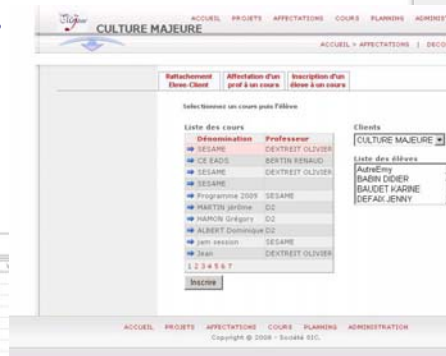 ACCUEIL PROJETS AFFECTATIONS COURS PLANNING ADMINIST
CULTURE MAJEURE
ACCUEIL > AFFECTATIONS | DECO
Rattachement Eleve-Client
Affectation d'un prof à un cours
Inscription d'un élève à un cours
Selectionnez un cours puis l'élève
Liste des cours
Dénomination Professeur
SESAME DEXTREIT OLIVIER
CE EADS BERTIN RENAUD
SESAME DEXTREIT OLIVIER
SESAME
Programme 2009 SESAME
MARTIN Jérôme D2
HAMON Grégory D2
ALBERT Dominique D2
jam session SESAME
Jean DEXTREIT OLIVIER
1 2 3 4 5 6 7
Inscrire
Clients
CULTURE MAJEURE
Liste des élèves
AutreEmy
BABIN DIDIER
BAUDET KARINE
DEFAIX JENNY
ACCUEIL PROJETS AFFECTATIONS COURS PLANNING ADMINISTRATION
Copyright © 2008 - Société SIC.